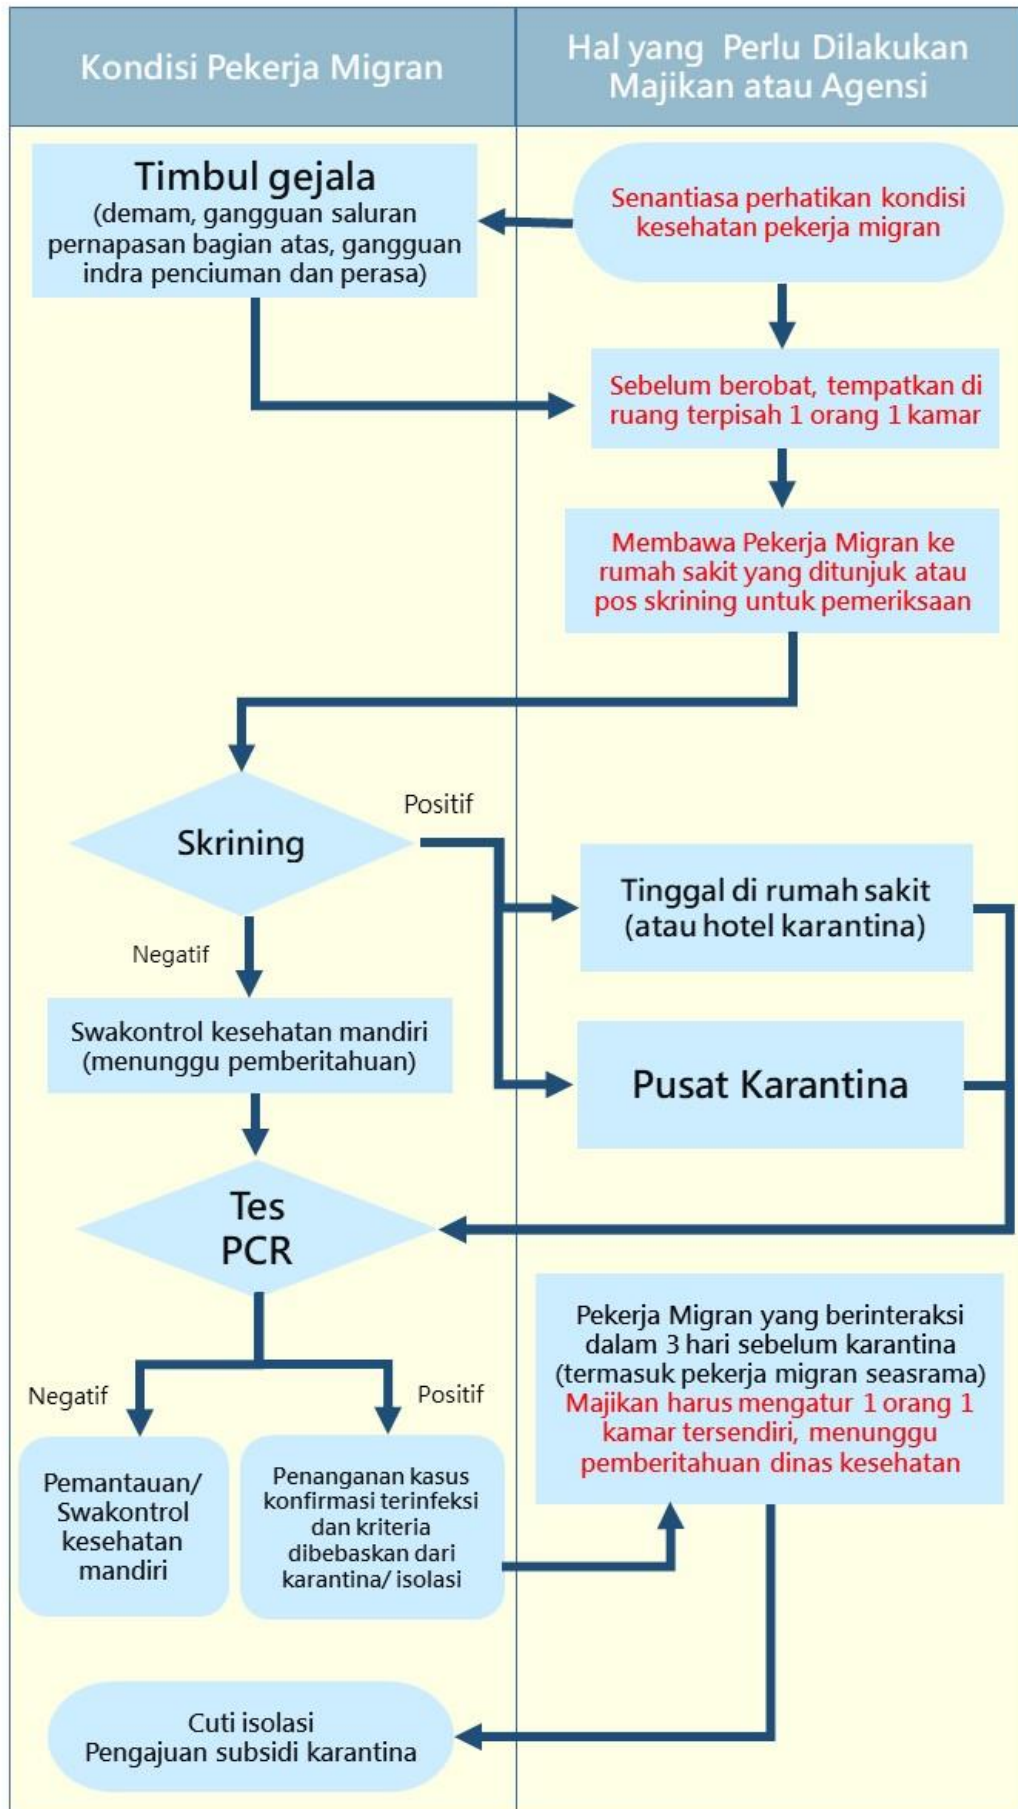 Kondisi Pekerja Migran
Hal yang Perlu Dilakukan
Majikan atau Agensi
Timbul gejala
(demam, gangguan saluran
pernapasan bagian atas, gangguan
indra penciuman dan perasa)
Senantiasa perhatikan kondisi
kesehatan pekerja migran
Sebelum berobat, tempatkan di
ruang terpisah 1 orang 1 kamar
Membawa Pekerja Migran ke
rumah sakit yang ditunjuk atau
pos skrining untuk pemeriksaan
Skrining
Positif
Tinggal di rumah sakit
(atau hotel karantina)
Negatif
Swakontrol kesehatan mandiri
(menunggu pemberitahuan)
Pusat Karantina
Tes
PCR
Pekerja Migran yang berinteraksi
dalam 3 hari sebelum karantina
(termasuk pekerja migran seasrama)
Majikan harus mengatur 1 orang 1
kamar tersendiri, menunggu
pemberitahuan dinas kesehatan
Negatif
Positif
Pemantauan/
Swakontrol
kesehatan
mandiri
Penanganan kasus
konfirmasi terinfeksi
dan kriteria
dibebaskan dari
karantina/ isolasi
Cuti isolasi
Pengajuan subsidi karantina